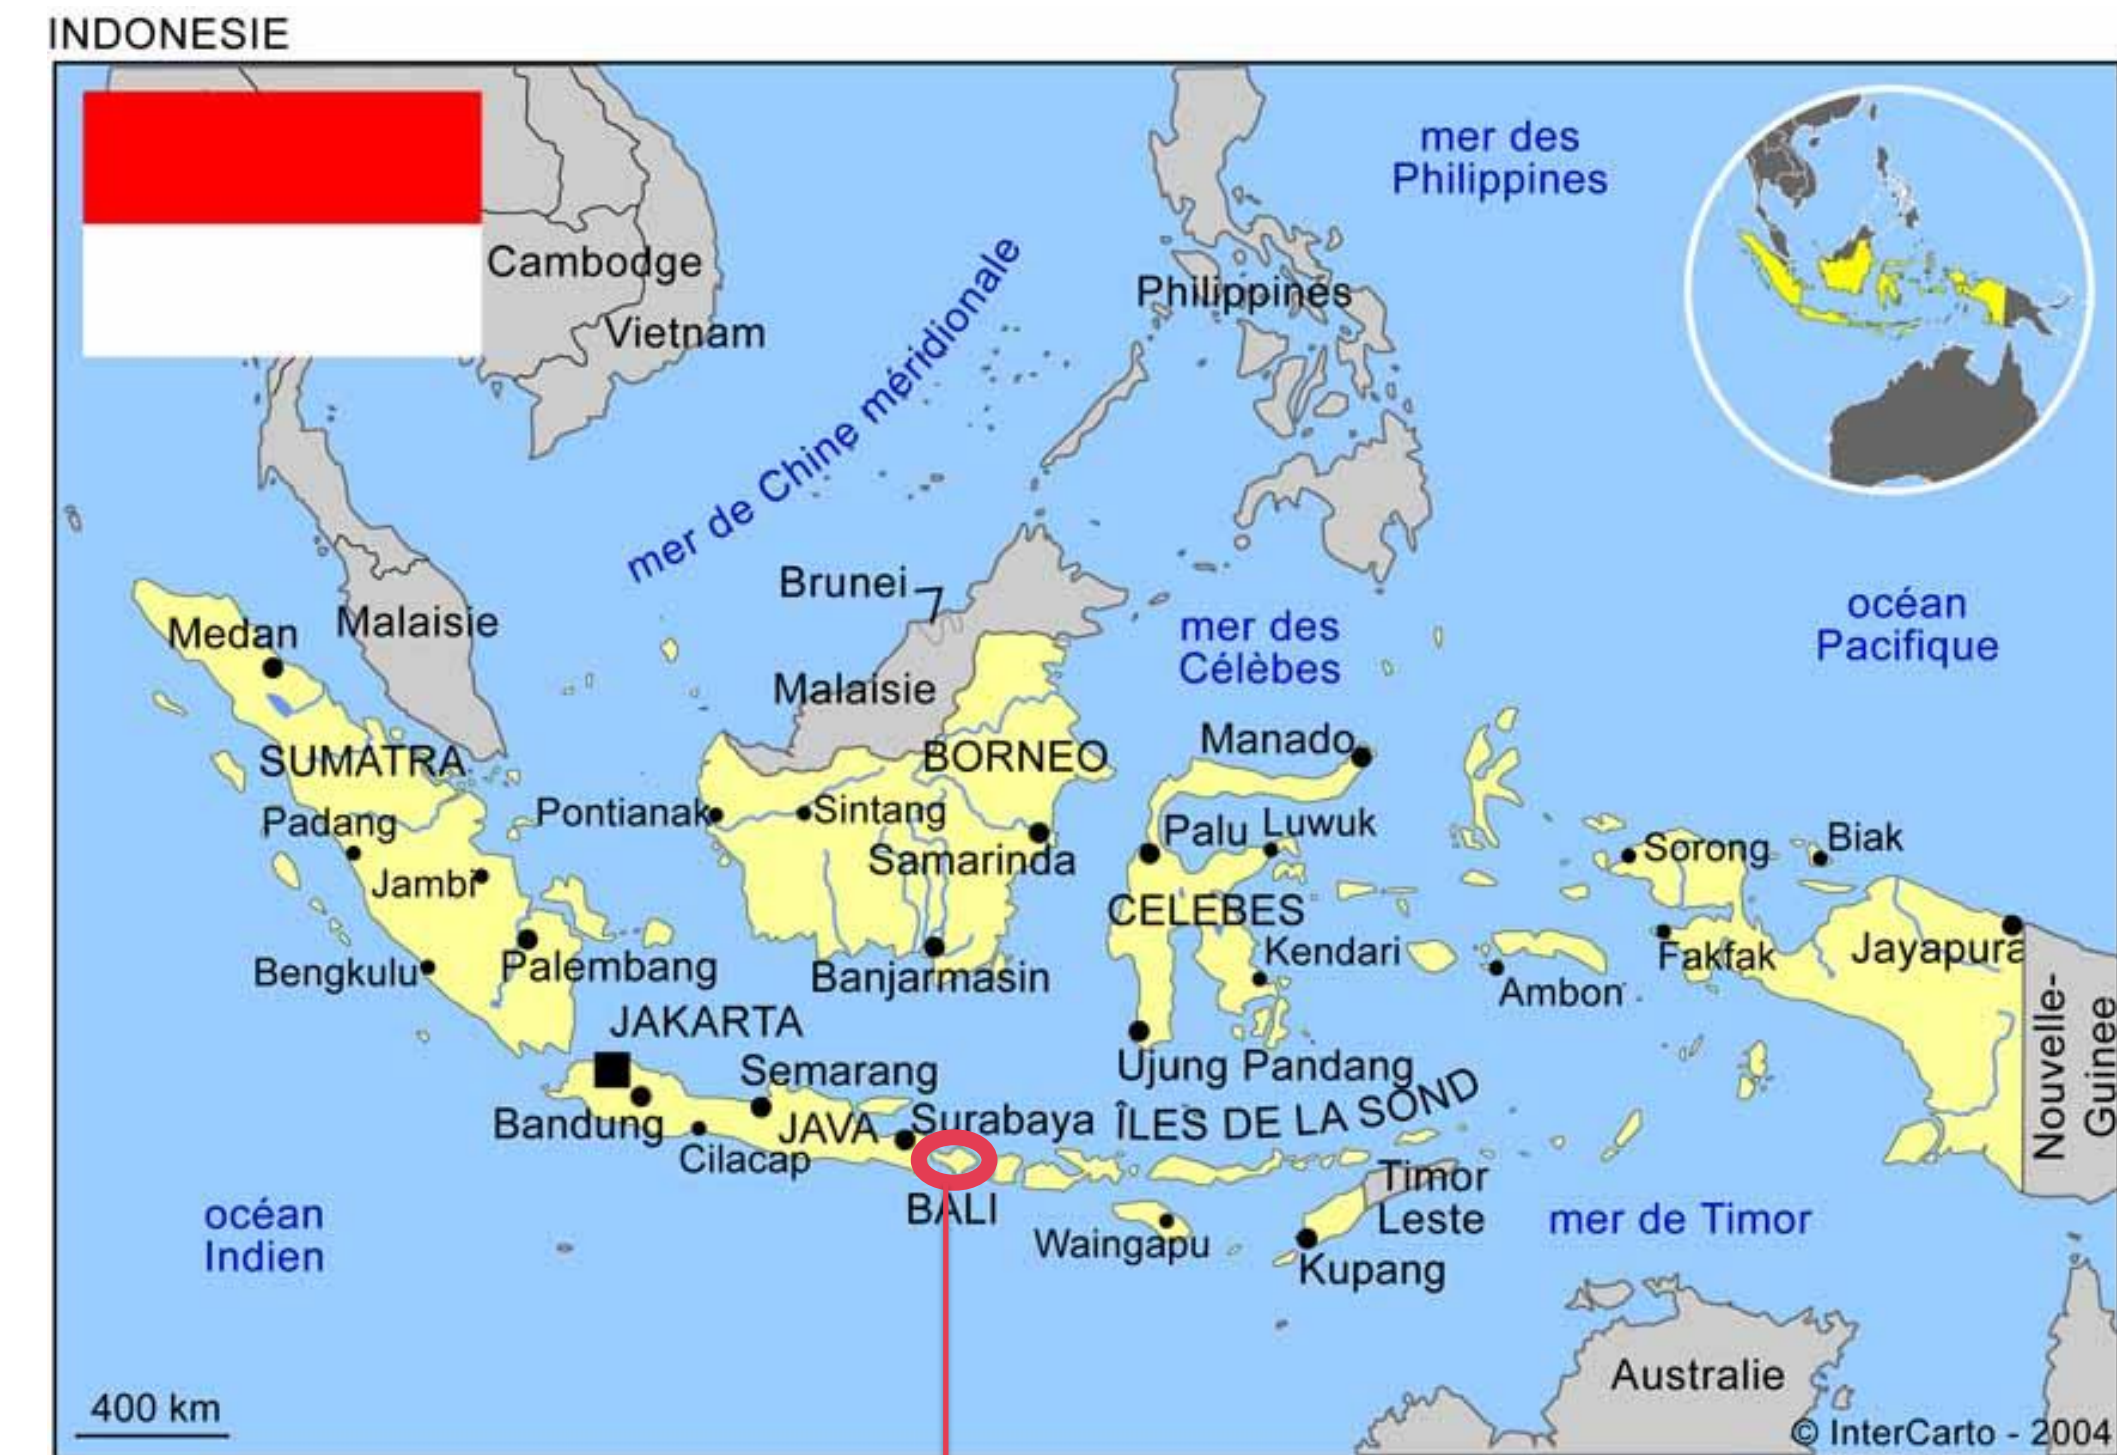 INDONESIE
mer des
Philippines
Cambodge
Vietnam
Philippines
mer de Chine méridionale
Brunei
océan
Pacifique
Medan
Malaisie
mer des
Célèbes
Malaisie
SUMATRA
BORNEO
Manado
Padang
Pontianak
Sintang
Palu
Luwuk
Sorong
Biak
Jambi
Samarinda
CELEBES
Bengkulu
Palembang
Banjarmasin
Kendari
Ambon
Fakfak
Jayapura
Nouvelle-
Guinee
JAKARTA
Semarang
Ujung Pandang
Bandung
JAVA
Surabaya
ÎLES DE LA SOND
Cilacap
BALI
Timor
Leste
océan
Indien
Waingapu
Kupang
mer de Timor
Australie
400 km
© InterCarto - 2004